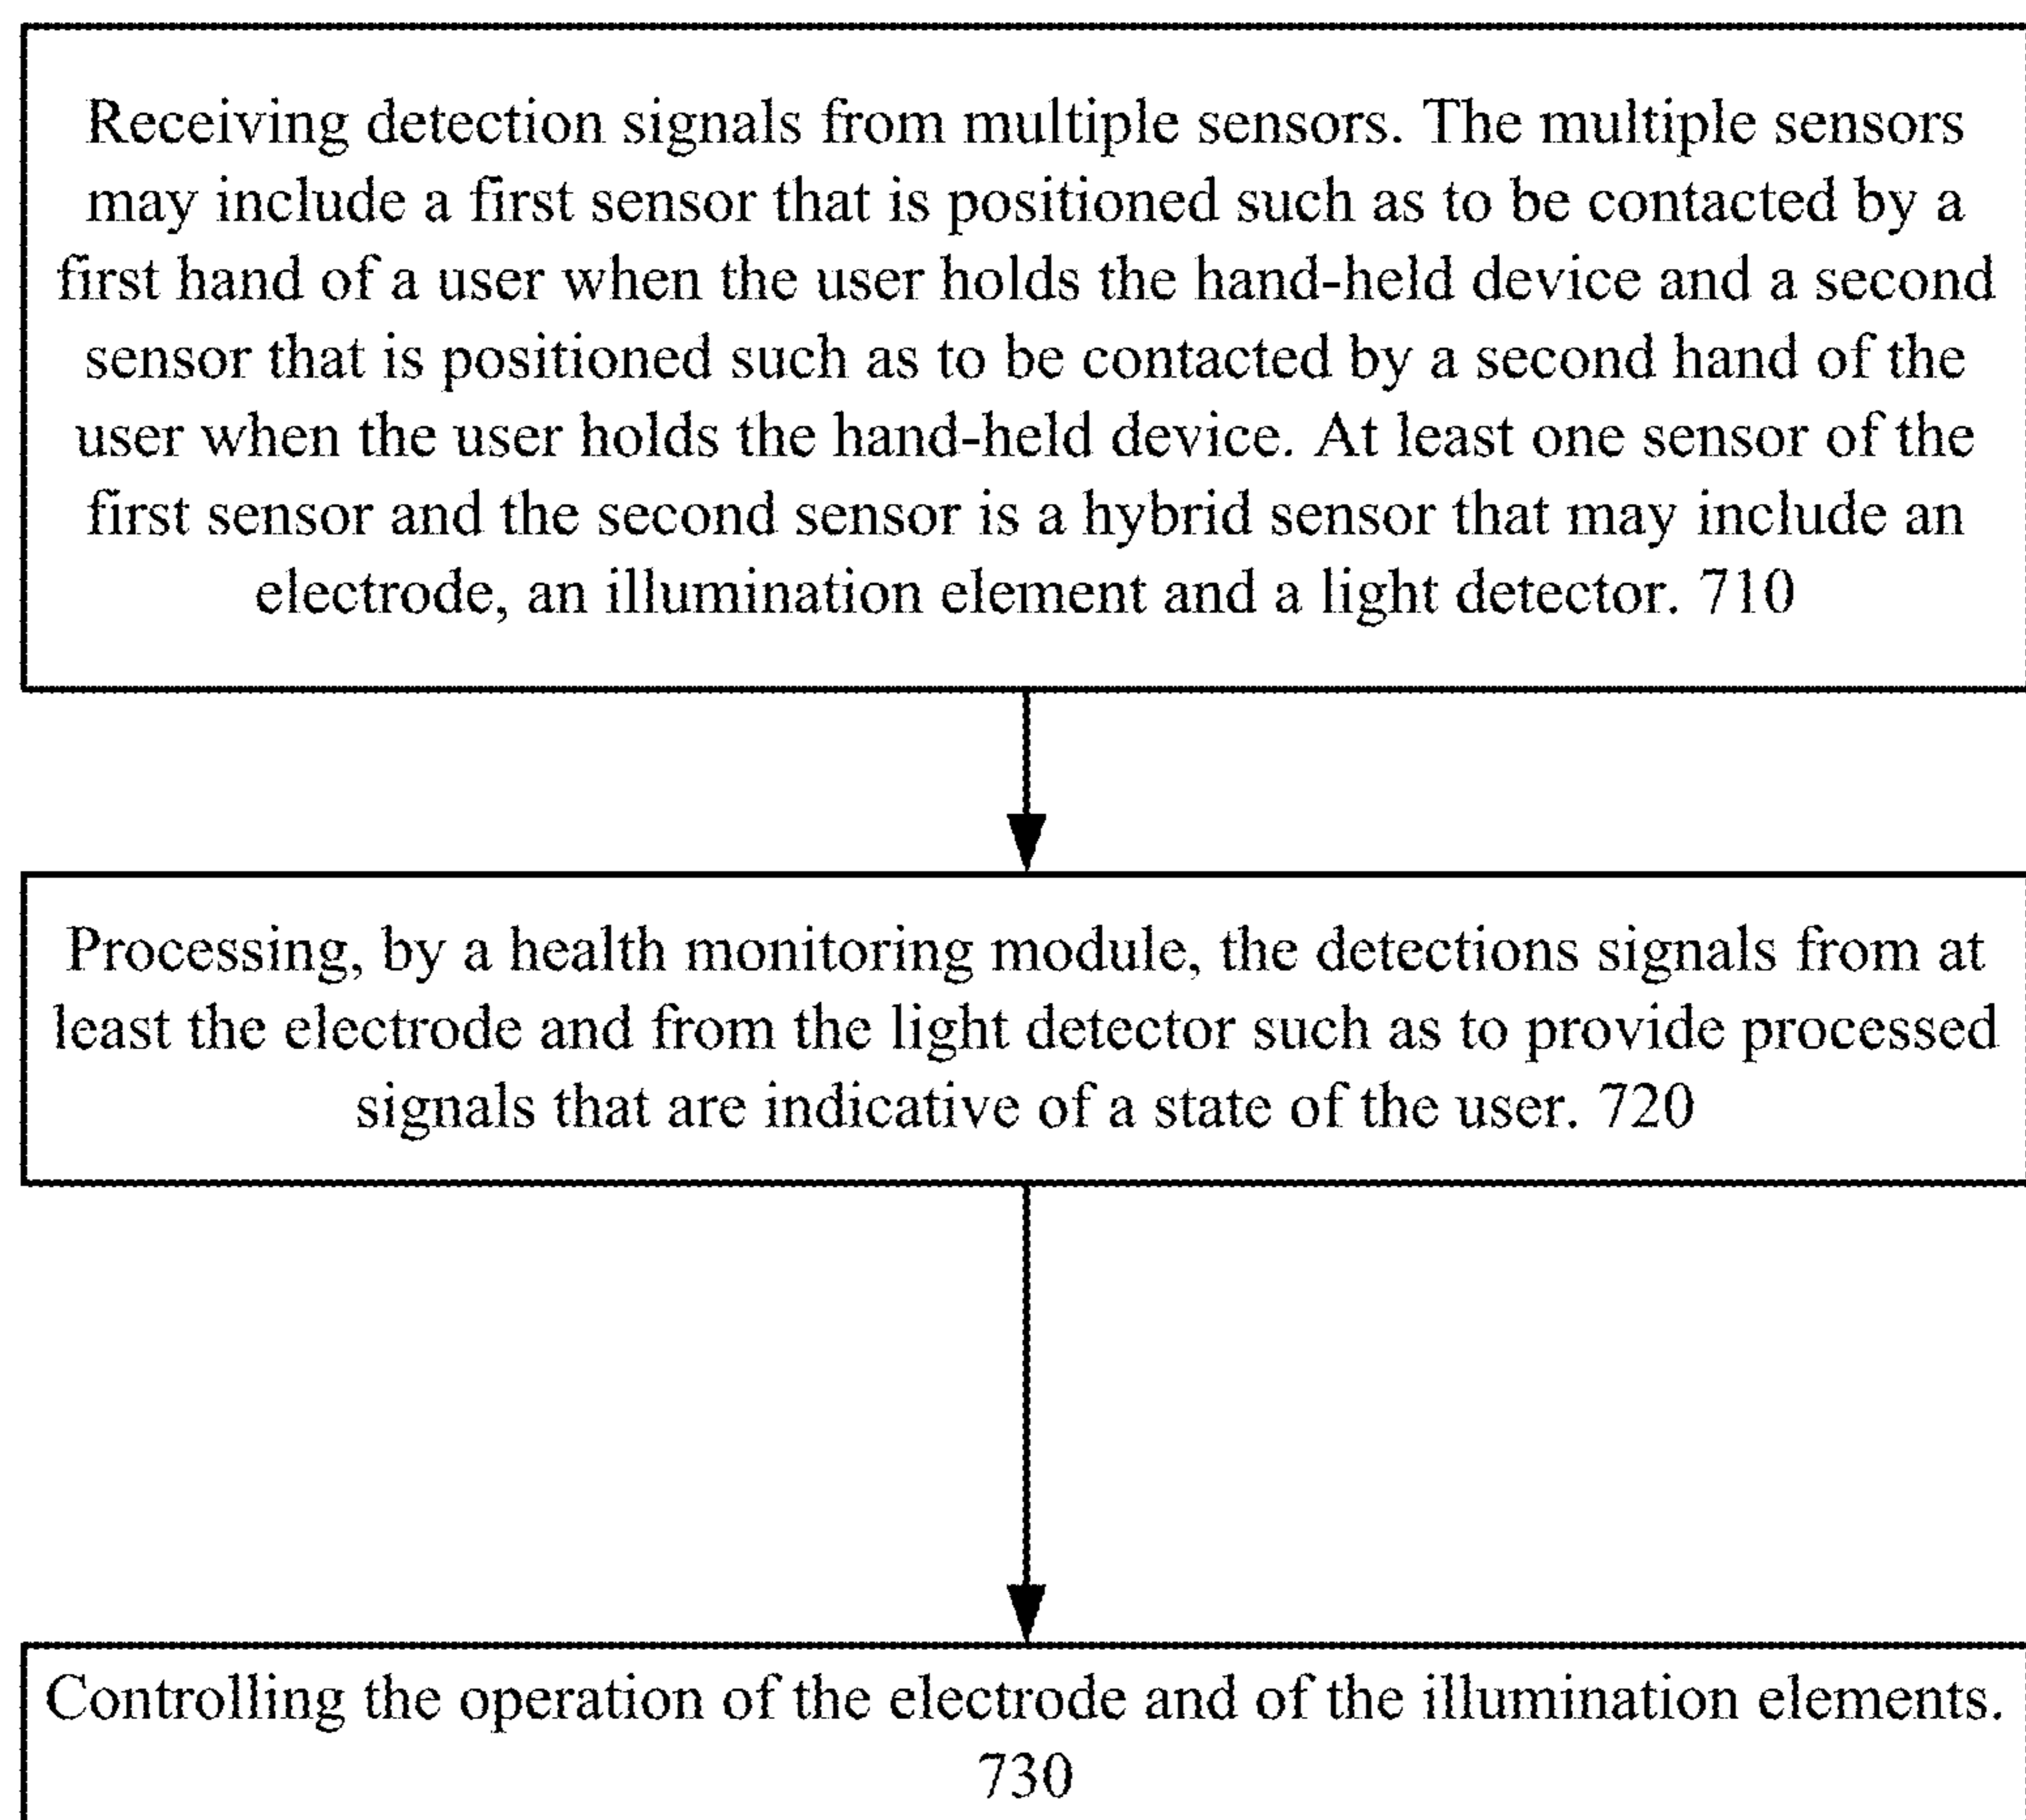 Receiving detection signals from multiple sensors. The multiple sensors
may include a first sensor that is positioned such as to be contacted by a
first hand of a user when the user holds the hand-held device and a second
sensor that is positioned such as to be contacted by a second hand of the
user when the user holds the hand-held device. At least one sensor of the
first sensor and the second sensor is a hybrid sensor that may include an
electrode, an illumination element and a light detector. 710
Processing, by a health monitoring module, the detections signals from at
least the electrode and from the light detector such as to provide processed
signals that are indicative of a state of the user. 720
Controlling the operation of the electrode and of the illumination elements.
730